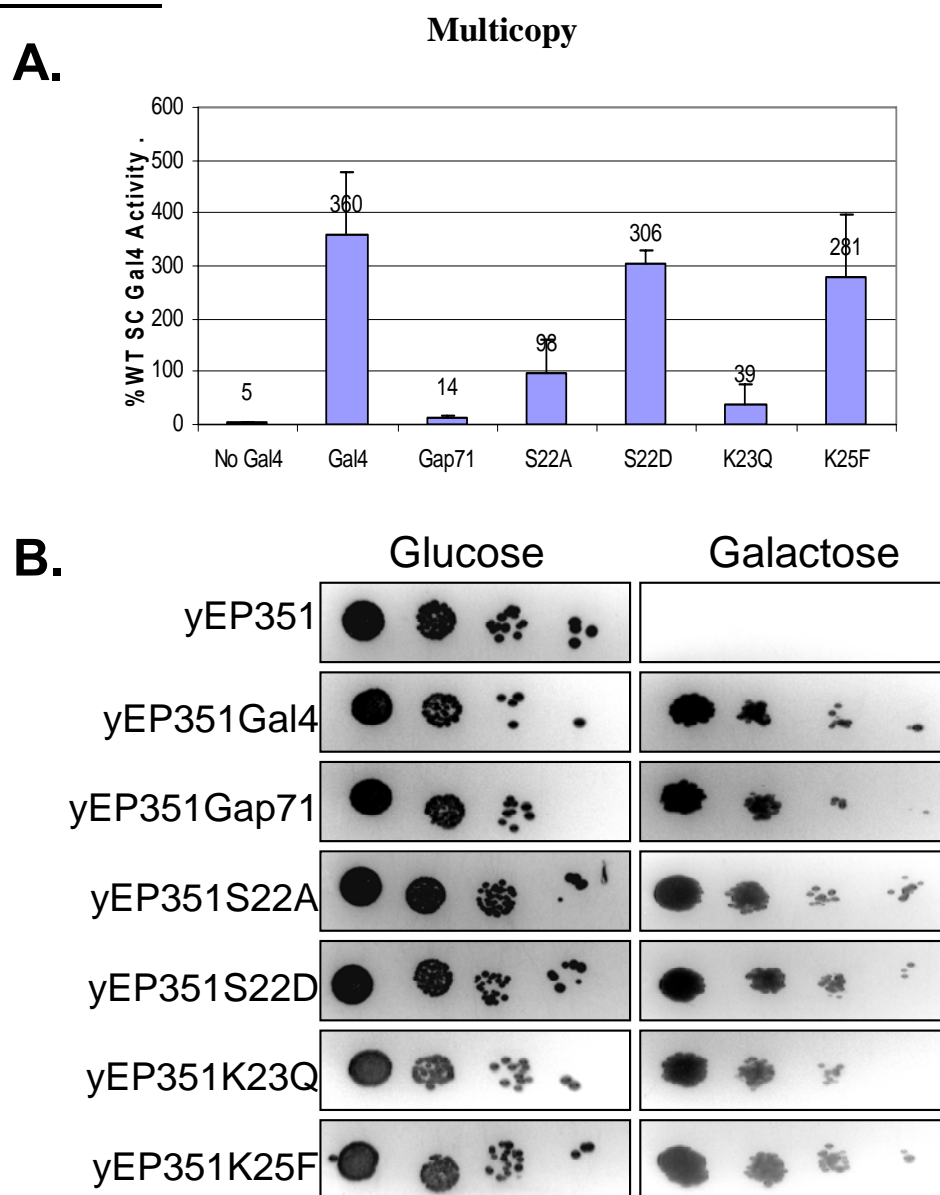 Multicopy
A.
%WT SC Gal4 Activity .
600
500
400
300
200
100
0
5
360
14
98
306
39
281
No Gal4
Gal4
Gap71
S22A
S22D
K23Q
K25F
B.
Glucose
Galactose
yEP351
yEP351Gal4
yEP351Gap71
yEP351S22A
yEP351S22D
yEP351K23Q
yEP351K25F